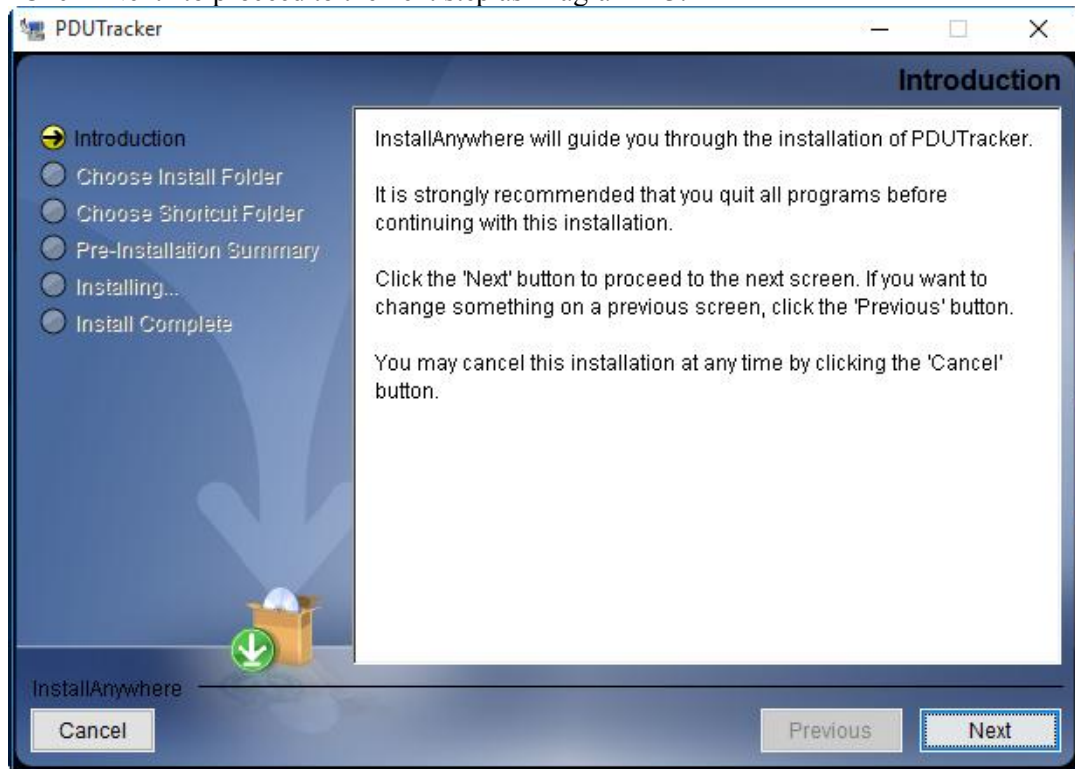 PDUTracker
Introduction
Introduction
Choose Install Folder
Choose Shortcut Folder
Pre-Installation Summary
Installing...
Install Complete
InstallAnywhere will guide you through the installation of PDUTracker.
It is strongly recommended that you quit all programs before
continuing with this installation.
Click the 'Next' button to proceed to the next screen. If you want to
change something on a previous screen, click the 'Previous' button.
You may cancel this installation at any time by clicking the 'Cancel'
button.
InstallAnywhere
Cancel
Previous
Next